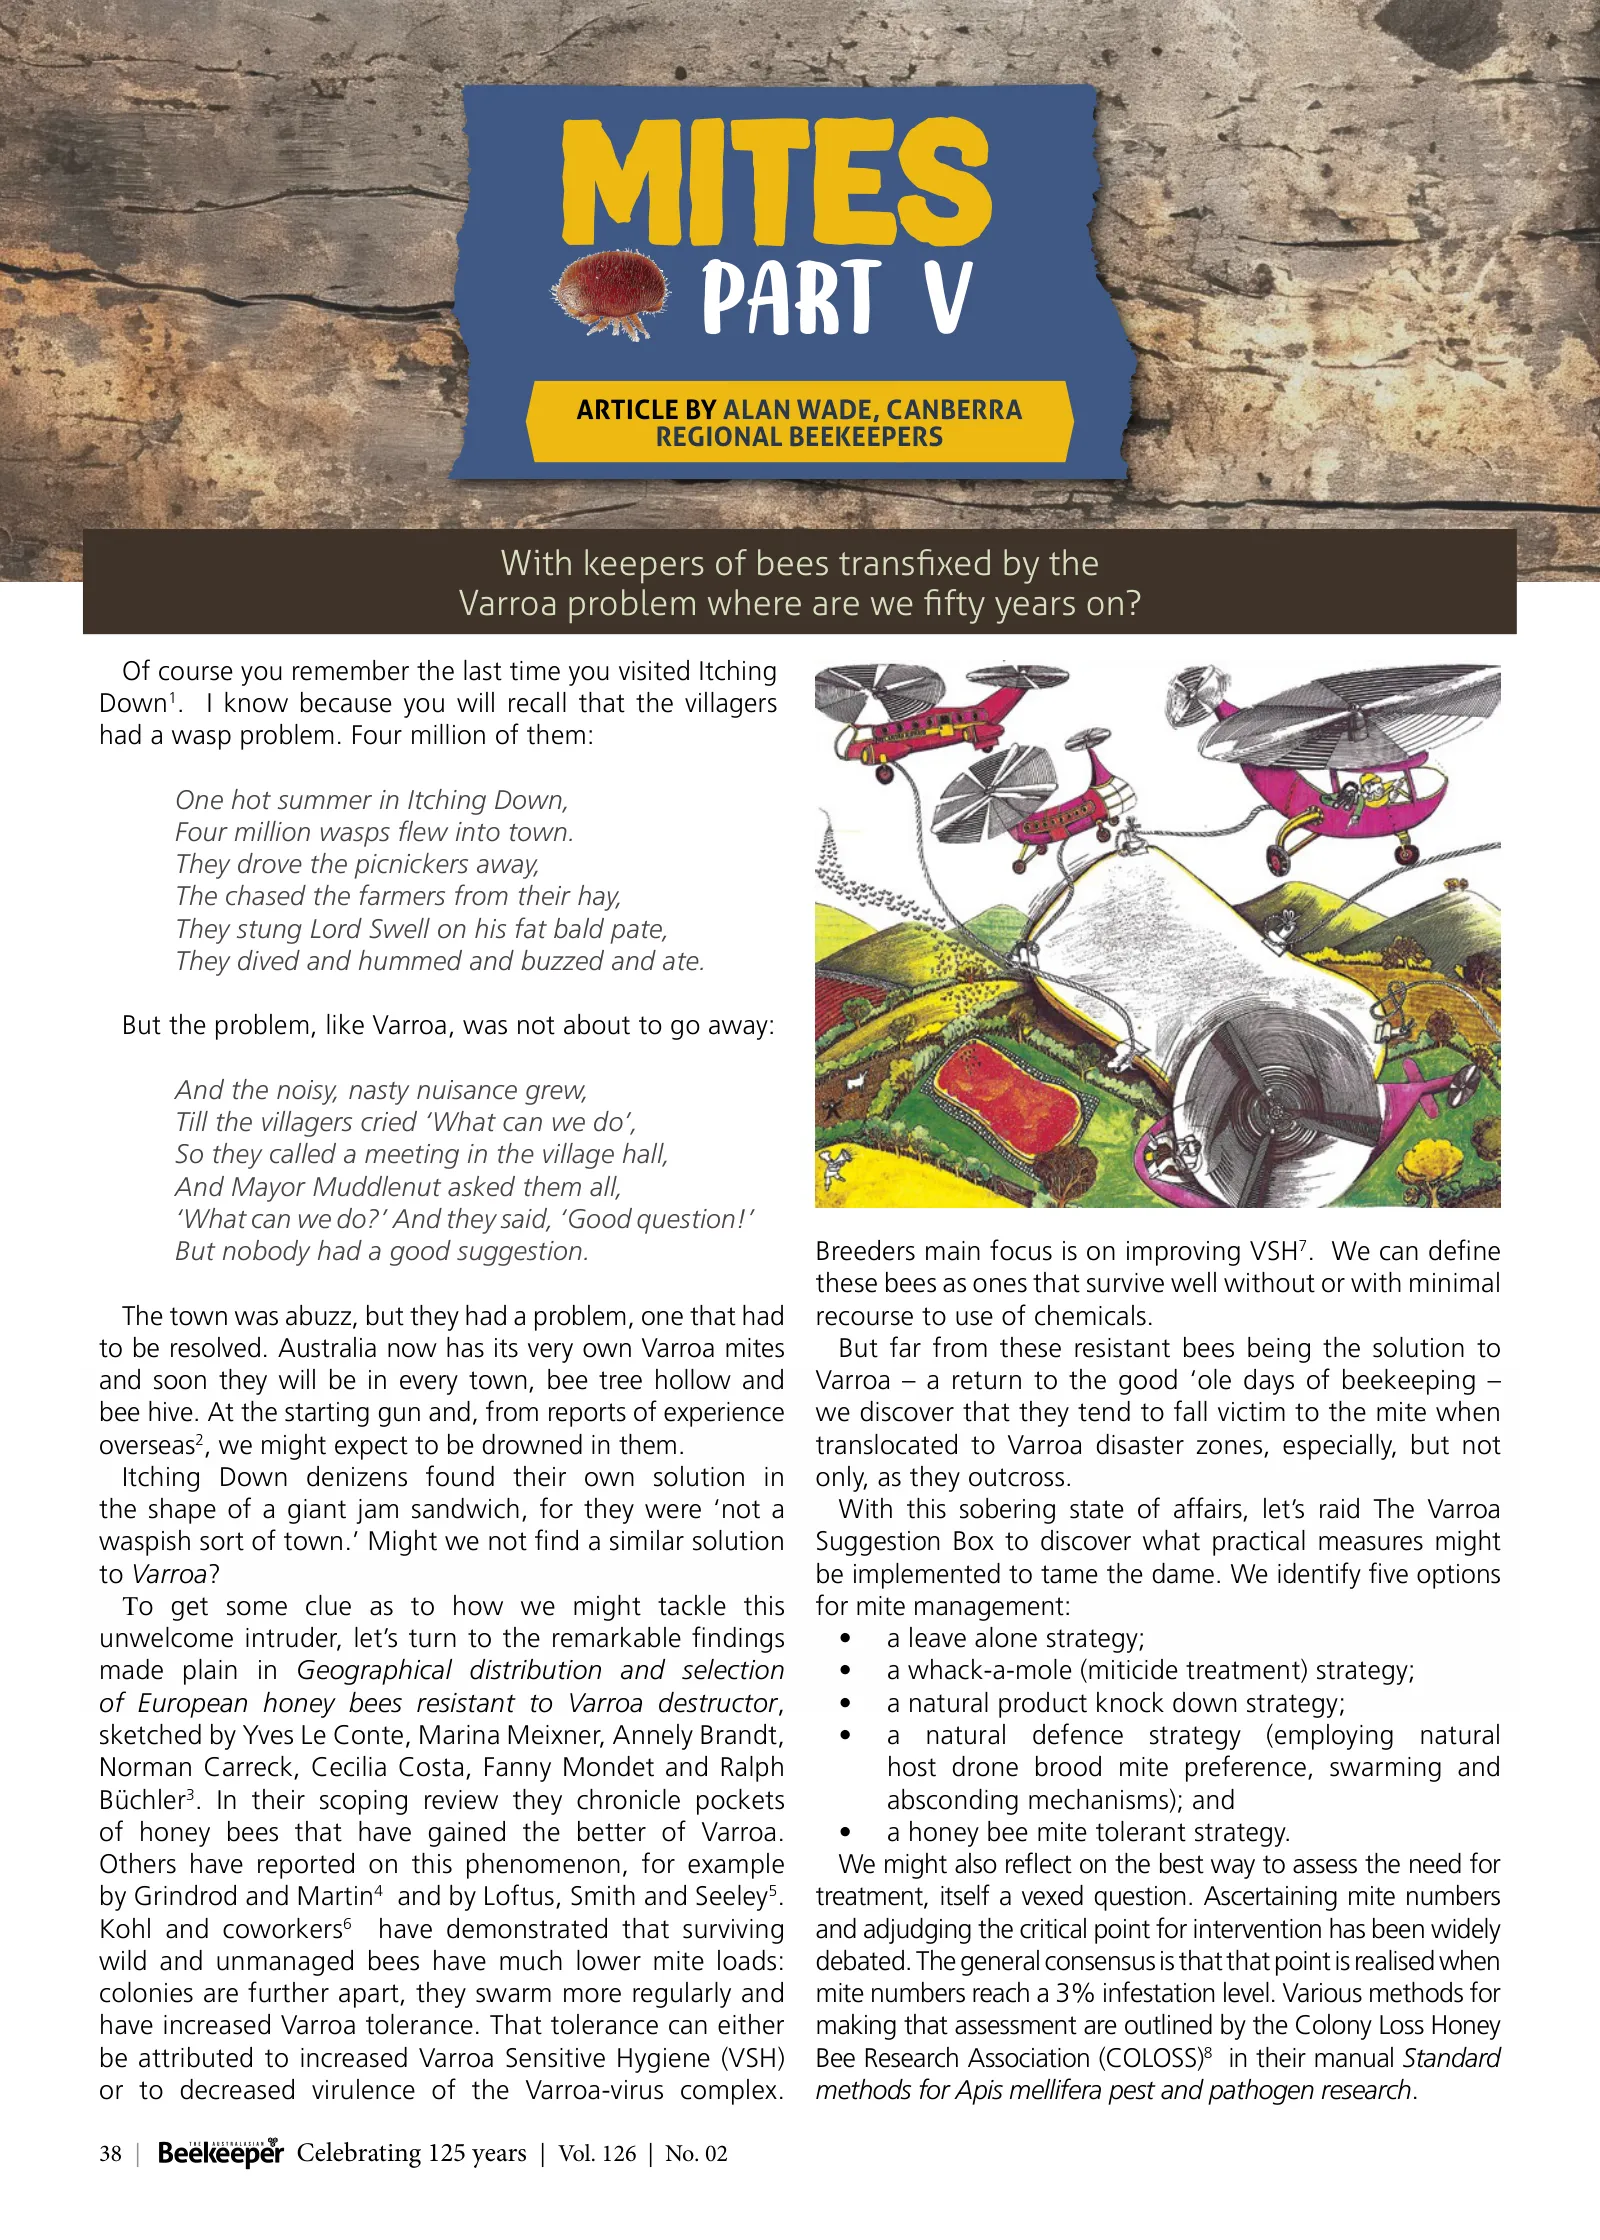 MITES
PART V
ARTICLE BY ALAN WADE, CANBERRA
REGIONAL BEEKEEPERS
With keepers of bees transfixed by the
Varroa problem where are we fifty years on?
Of course you remember the last time you visited Itching
Down¹. I know because you will recall that the villagers
had a wasp problem. Four million of them:
One hot summer in Itching Down,
Four million wasps flew into town.
They drove the picnickers away,
The chased the farmers from their hay,
They stung Lord Swell on his fat bald pate,
They dived and hummed and buzzed and ate.
But the problem, like Varroa, was not about to go away:
And the noisy, nasty nuisance grew,
Till the villagers cried ‘What can we do’,
So they called a meeting in the village hall,
And Mayor Muddlenut asked them all,
‘What can we do?’ And they said, ‘Good question!’
But nobody had a good suggestion.
The town was abuzz, but they had a problem, one that had
to be resolved. Australia now has its very own Varroa mites
and soon they will be in every town, bee tree hollow and
bee hive. At the starting gun and, from reports of experience
overseas², we might expect to be drowned in them.
Itching Down denizens found their own solution in
the shape of a giant jam sandwich, for they were ‘not a
waspish sort of town.’ Might we not find a similar solution
to Varroa?
To get some clue as to how we might tackle this
unwelcome intruder, let’s turn to the remarkable findings
made plain in Geographical distribution and selection
of European honey bees resistant to Varroa destructor,
sketched by Yves Le Conte, Marina Meixner, Annely Brandt,
Norman Carreck, Cecilia Costa, Fanny Mondet and Ralph
Büchler³. In their scoping review they chronicle pockets
of honey bees that have gained the better of Varroa.
Others have reported on this phenomenon, for example
by Grindrod and Martin⁴ and by Loftus, Smith and Seeley⁵.
Kohl and coworkers⁶ have demonstrated that surviving
wild and unmanaged bees have much lower mite loads:
colonies are further apart, they swarm more regularly and
have increased Varroa tolerance. That tolerance can either
be attributed to increased Varroa Sensitive Hygiene (VSH)
or to decreased virulence of the Varroa-virus complex.
Breeders main focus is on improving VSH⁷. We can define
these bees as ones that survive well without or with minimal
recourse to use of chemicals.
But far from these resistant bees being the solution to
Varroa – a return to the good ‘ole days of beekeeping –
we discover that they tend to fall victim to the mite when
translocated to Varroa disaster zones, especially, but not
only, as they outcross.
With this sobering state of affairs, let’s raid The Varroa
Suggestion Box to discover what practical measures might
be implemented to tame the dame. We identify five options
for mite management:
• a leave alone strategy;
• a whack-a-mole (miticide treatment) strategy;
• a natural product knock down strategy;
• a natural defence strategy (employing natural
host drone brood mite preference, swarming and
absconding mechanisms); and
• a honey bee mite tolerant strategy.
We might also reflect on the best way to assess the need for
treatment, itself a vexed question. Ascertaining mite numbers
and adjudging the critical point for intervention has been widely
debated. The general consensus is that that point is realised when
mite numbers reach a 3% infestation level. Various methods for
making that assessment are outlined by the Colony Loss Honey
Bee Research Association (COLOSS)⁸ in their manual Standard
methods for Apis mellifera pest and pathogen research.
38 | THE AUSTRALASIAN Beekeeper Celebrating 125 years | Vol. 126 | No. 02